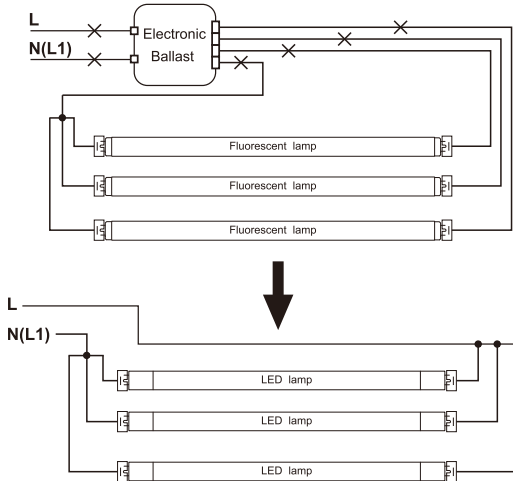 L
N(L1)
Electronic
Ballast
Fluorescent lamp
Fluorescent lamp
Fluorescent lamp
L
N(L1)
LED lamp
LED lamp
LED lamp